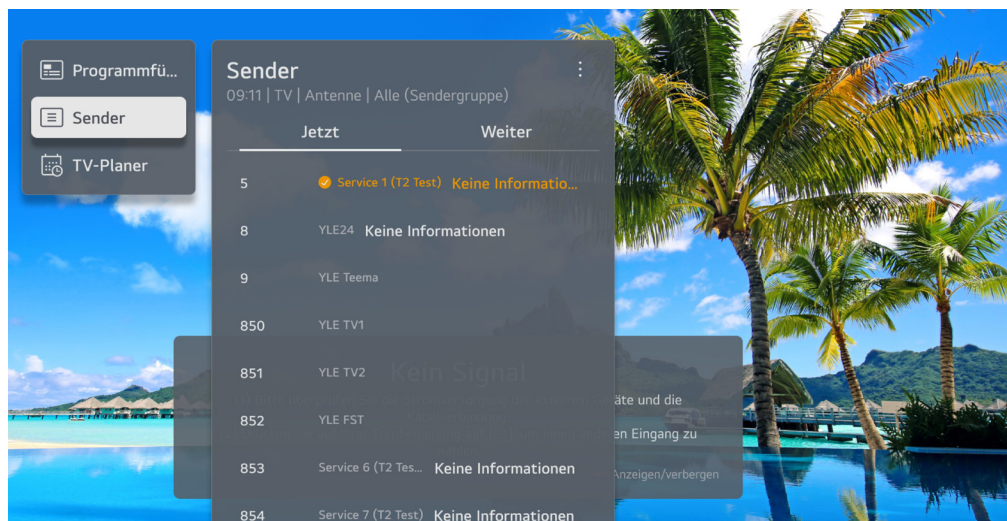 Programmfü...
Sender
TV-Planer
Sender
09:11 | TV | Antenne | Alle (Sendergruppe)
Jetzt Weiter
5 Service 1 (T2 Test) Keine Informatio...
8 YLE24 Keine Informationen
9 YLE Teema
850 YLE TV1
851 YLE TV2
852 YLE FST
853 Service 6 (T2 Tes... Keine Informationen
854 Service 7 (T2 Test) Keine Informationen
Kein Signal
äte und die
en Eingang zu
Anzeigen/verbergen